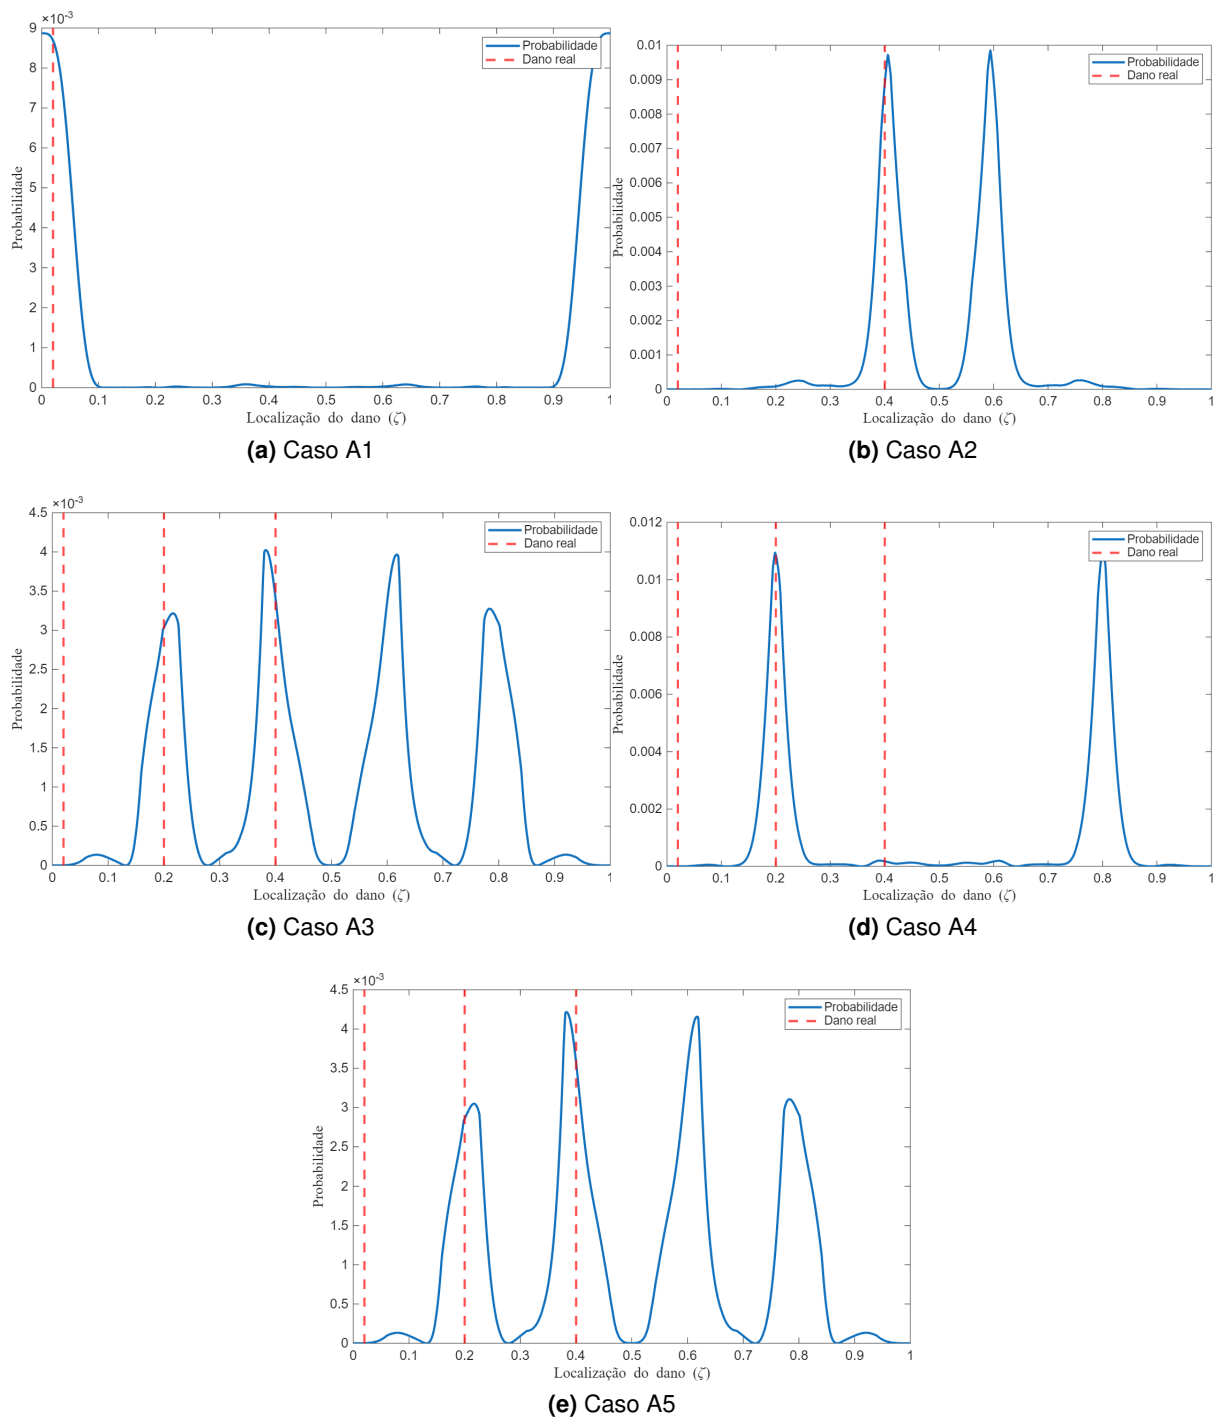 ×10-3
9
8
7
6
5
4
3
2
1
0
Probabilidade
Probabilidade
Dano real
0 0.1 0.2 0.3 0.4 0.5 0.6 0.7 0.8 0.9 1
Localização do dano (ζ)
(a) Caso A1
0.01
0.009
0.008
0.007
0.006
0.005
0.004
0.003
0.002
0.001
0
Probabilidade
Probabilidade
Dano real
0 0.1 0.2 0.3 0.4 0.5 0.6 0.7 0.8 0.9 1
Localização do dano (ζ)
(b) Caso A2
×10-3
4.5
4
3.5
3
2.5
2
1.5
1
0.5
0
Probabilidade
Probabilidade
Dano real
0 0.1 0.2 0.3 0.4 0.5 0.6 0.7 0.8 0.9 1
Localização do dano (ζ)
(c) Caso A3
0.012
0.01
0.008
0.006
0.004
0.002
0
Probabilidade
Probabilidade
Dano real
0 0.1 0.2 0.3 0.4 0.5 0.6 0.7 0.8 0.9 1
Localização do dano (ζ)
(d) Caso A4
×10-3
4.5
4
3.5
3
2.5
2
1.5
1
0.5
0
Probabilidade
Probabilidade
Dano real
0 0.1 0.2 0.3 0.4 0.5 0.6 0.7 0.8 0.9 1
Localização do dano (ζ)
(e) Caso A5